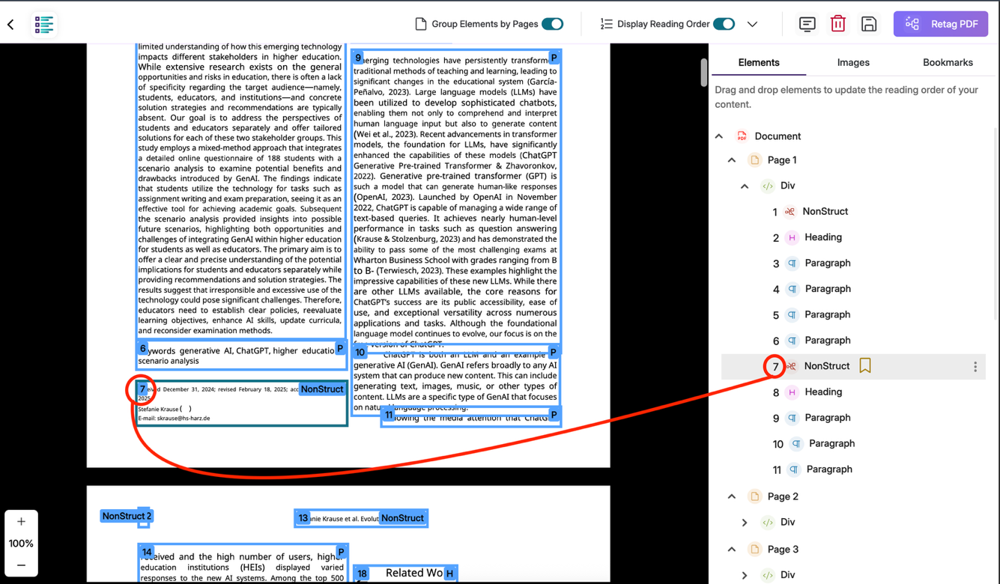 Group Elements by Pages
Display Reading Order
Retag PDF
limited understanding of how this emerging technology
impacts different stakeholders in higher education.
While extensive research exists on the general
opportunities and risks in education, there is often a lack
of specificity regarding the target audience—namely,
students, educators, and institutions—and concrete
solution strategies and recommendations are typically
absent. Our goal is to address the perspectives of
students and educators separately and offer tailored
solutions for each of these two stakeholder groups. This
study employs a mixed-method approach that integrates
a detailed online questionnaire of 188 students with a
scenario analysis to examine potential benefits and
drawbacks introduced by GenAI. The findings indicate
that students utilize the technology for tasks such as
assignment writing and exam preparation, seeing it as an
effective tool for achieving academic goals. Subsequent
the scenario analysis provided insights into possible
future scenarios, highlighting both opportunities and
challenges of integrating GenAI within higher education
for students as well as educators. The primary aim is to
offer a clear and precise understanding of the potential
implications for students and educators separately while
providing recommendations and solution strategies. The
results suggest that irresponsible and excessive use of the
technology could pose significant challenges. Therefore,
educators need to establish clear policies, reevaluate
learning objectives, enhance AI skills, update curricula,
and reconsider examination methods.
6 ywords generative AI, ChatGPT, higher educatio P
scenario analysis
7 eived December 31, 2024; revised February 18, 2025; acc NonStruct
2025
Stefanie Krause ( )
E-mail: skrause@hs-harz.de
9 erging technologies have persistently transform P
traditional methods of teaching and learning, leading to
significant changes in the educational system (García-
Peñalvo, 2023). Large language models (LLMs) have
been utilized to develop sophisticated chatbots,
enabling them not only to comprehend and interpret
human language input but also to generate content
(Wei et al., 2023). Recent advancements in transformer
models, the foundation for LLMs, have significantly
enhanced the capabilities of these models (ChatGPT
Generative Pre-trained Transformer & Zhavoronkov,
2022). Generative pre-trained transformer (GPT) is
such a model that can generate human-like responses
(OpenAI, 2023). Launched by OpenAI in November
2022, ChatGPT is capable of managing a wide range of
text-based queries. It achieves nearly human-level
performance in tasks such as question answering
(Krause & Stolzenburg, 2023) and has demonstrated the
ability to pass some of the most challenging exams at
Wharton Business School with grades ranging from B
to B- (Terwiesch, 2023). These examples highlight the
impressive capabilities of these new LLMs. While there
are other LLMs available, the core reasons for
ChatGPT's success are its public accessibility, ease of
use, and exceptional versatility across numerous
applications and tasks. Although the foundational
language model continues to evolve, our focus is on the
free version of ChatGPT.
10 ChatGPT is both an LLM and an example P
generative AI (GenAI). GenAI refers broadly to any AI
system that can produce new content. This can include
generating text, images, music, or other types of
content. LLMs are a specific type of GenAI that focuses
on natural language processing.
11 lowing the media attention that ChatG P
NonStruct 2
13 nie Krause et al. Evolut NonStruct
14 P
ceived and the high number of users, highe
education institutions (HEIs) displayed varied
responses to the new AI systems. Among the top 500
18 Related Wo H
100%
Elements
Images
Bookmarks
Drag and drop elements to update the reading order of your
content.
Document
Page 1
Div
1 NonStruct
2 Heading
3 Paragraph
4 Paragraph
5 Paragraph
6 Paragraph
7 NonStruct
8 Heading
9 Paragraph
10 Paragraph
11 Paragraph
Page 2
Div
Page 3
Div